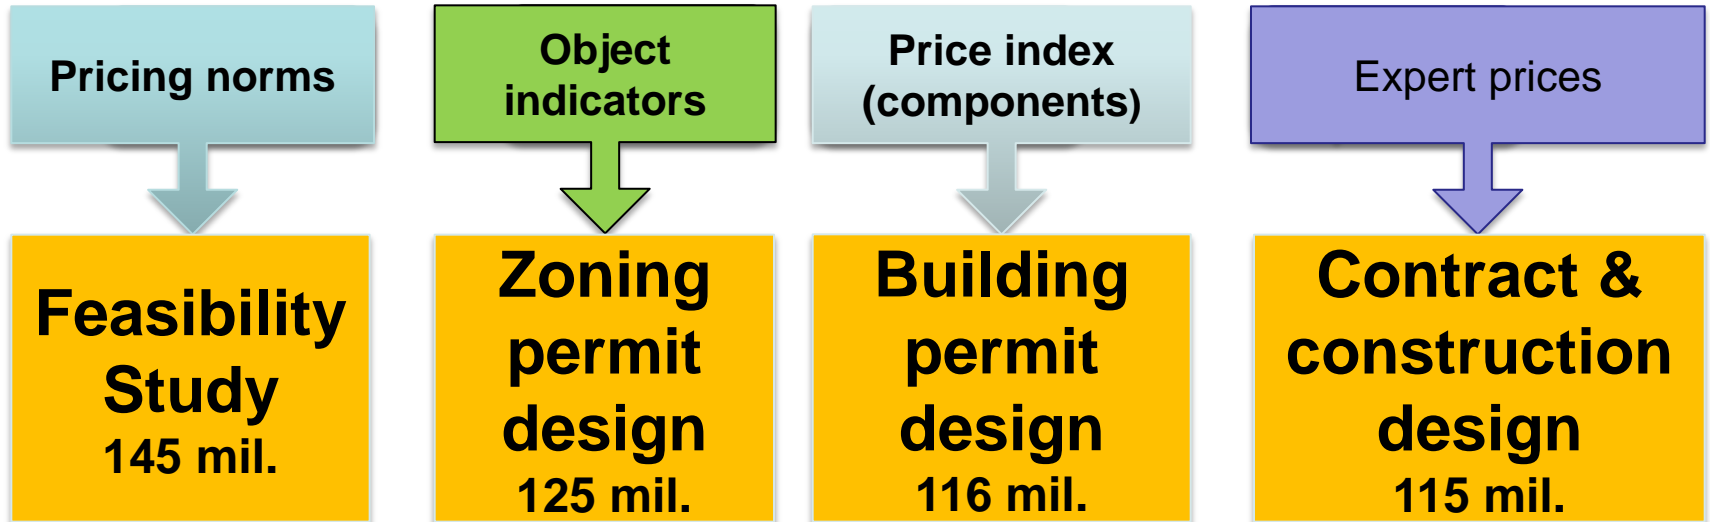 Pricing norms
Object
indicators
Price index
(components)
Expert prices
Feasibility
Study
145 mil.
Zoning
permit
design
125 mil.
Building
permit
design
116 mil.
Contract &
construction
design
115 mil.